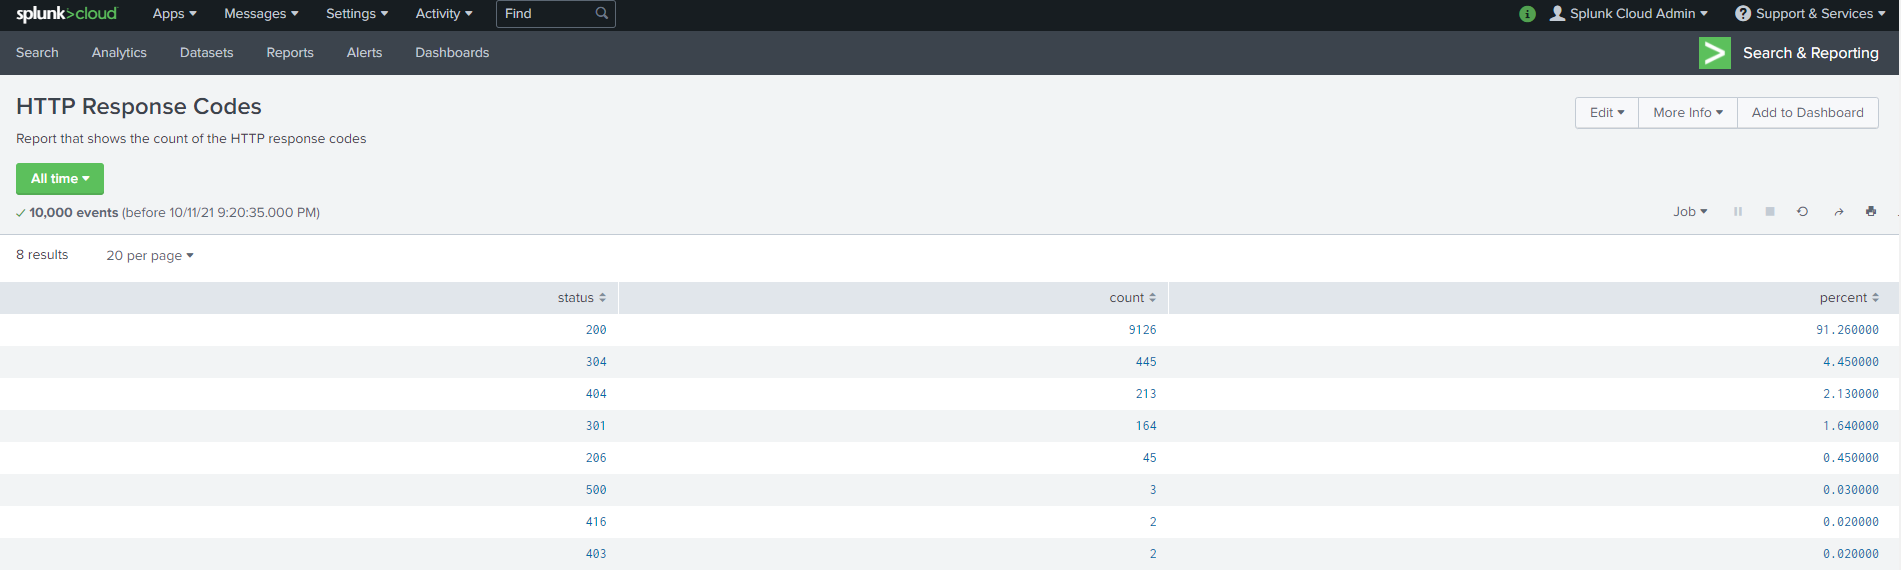 splunk>cloud Apps Messages Settings Activity Find i Splunk Cloud Admin ? Support & Services
Search Analytics Datasets Reports Alerts Dashboards > Search & Reporting
HTTP Response Codes
Edit More Info Add to Dashboard
Report that shows the count of the HTTP response codes
All time
10,000 events (before 10/11/21 9:20:35.000 PM) Job
8 results 20 per page
status count percent
200 9126 91.260000
304 445 4.450000
404 213 2.130000
301 164 1.640000
206 45 0.450000
500 3 0.030000
416 2 0.020000
403 2 0.020000